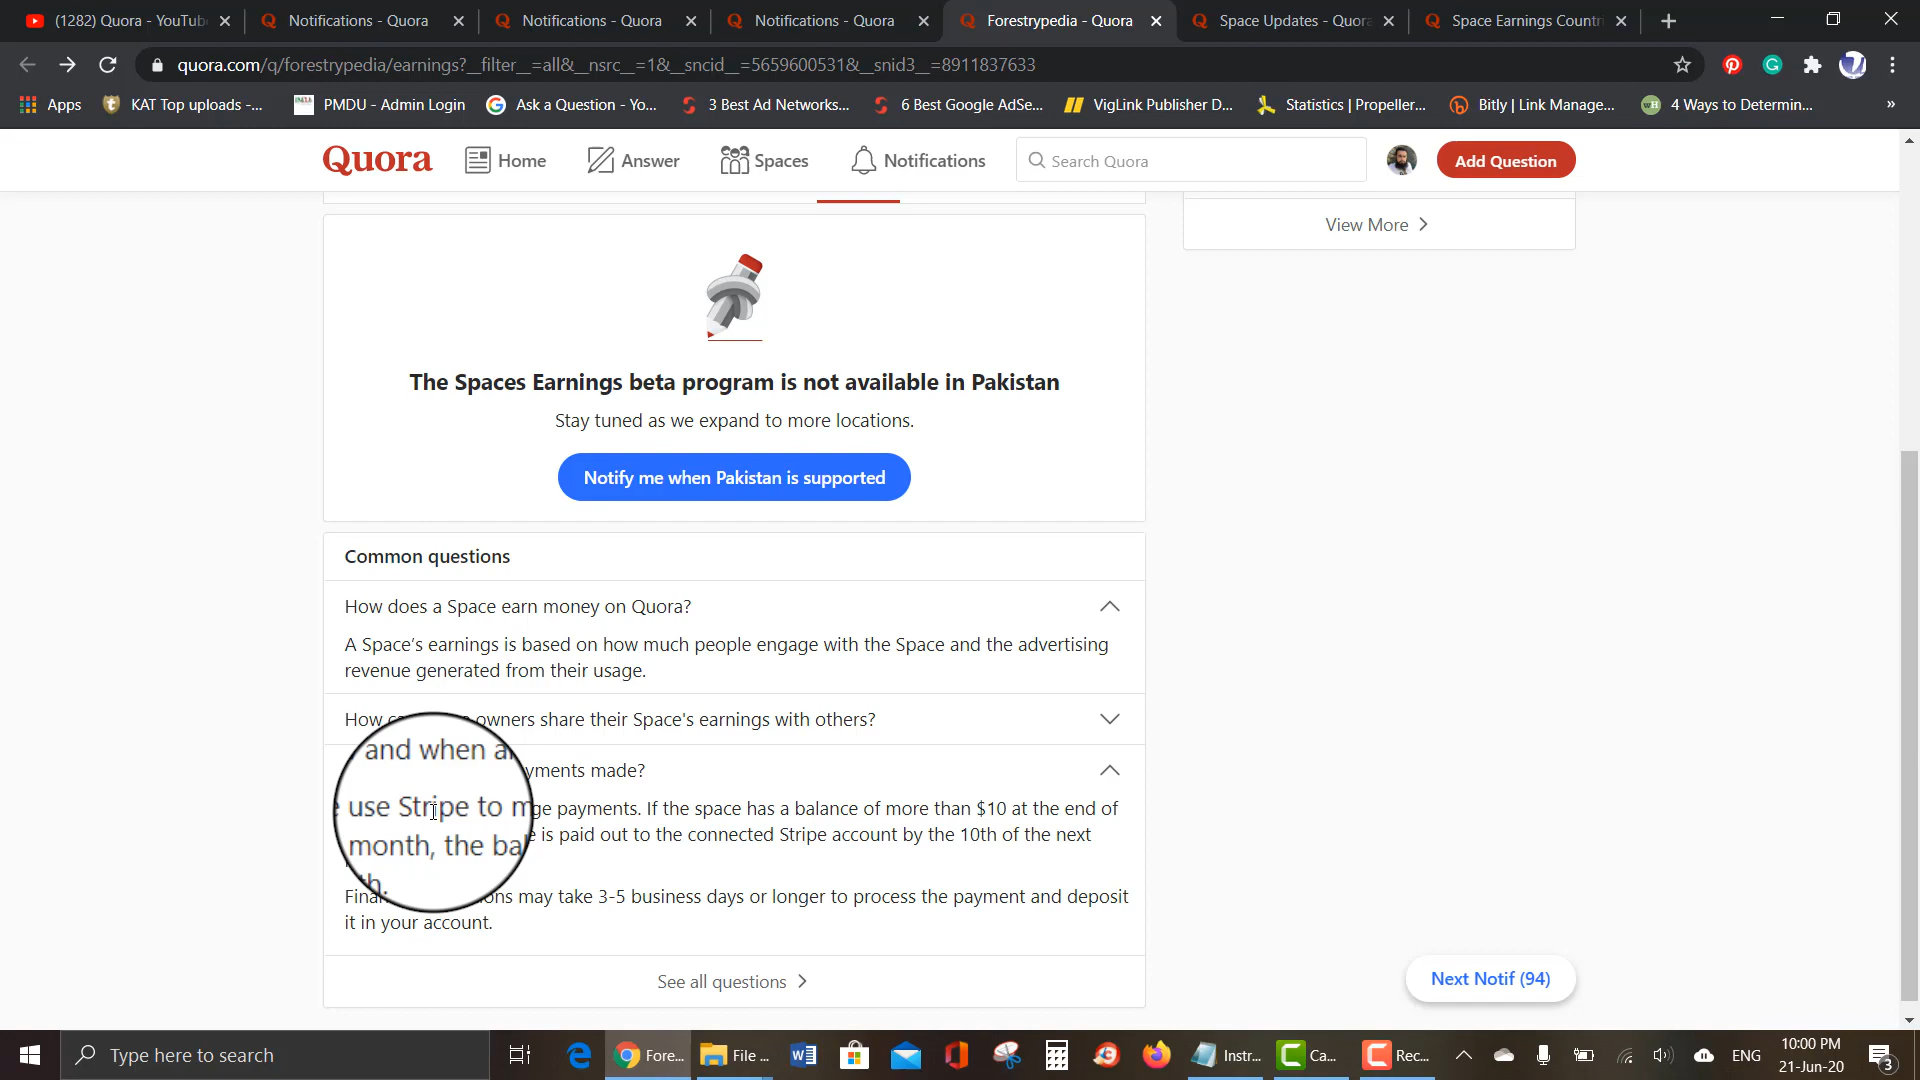 (1282) Quora - YouTub
Notifications - Quora
Notifications - Quora
Notifications - Quora
Forestrypedia - Quora
Space Updates - Quora
Space Earnings Countri
quora.com/q/forestrypedia/earnings?__filter__=all&__nsrc__=1&__sncid__=5659600531&__snid3__=8911837633
Apps
KAT Top uploads -...
PMDU - Admin Login
Ask a Question - Yo...
3 Best Ad Networks...
6 Best Google AdSe...
VigLink Publisher D...
Statistics | Propeller...
Bitly | Link Manage...
4 Ways to Determin...
»
Quora
Home
Answer
Spaces
Notifications
Search Quora
Add Question
View More
The Spaces Earnings beta program is not available in Pakistan
Stay tuned as we expand to more locations.
Notify me when Pakistan is supported
Common questions
How does a Space earn money on Quora?
A Space's earnings is based on how much people engage with the Space and the advertising
revenue generated from their usage.
How owners share their Space's earnings with others?
and when
yments made?
use Stripe to m
ge payments. If the space has a balance of more than $10 at the end of
month, the ba
e is paid out to the connected Stripe account by the 10th of the next
th.
Fina
ons may take 3-5 business days or longer to process the payment and deposit
it in your account.
See all questions
Next Notif (94)
Type here to search
Fore...
File ...
Instr...
Ca...
Rec...
ENG
10:00 PM
21-Jun-20
3